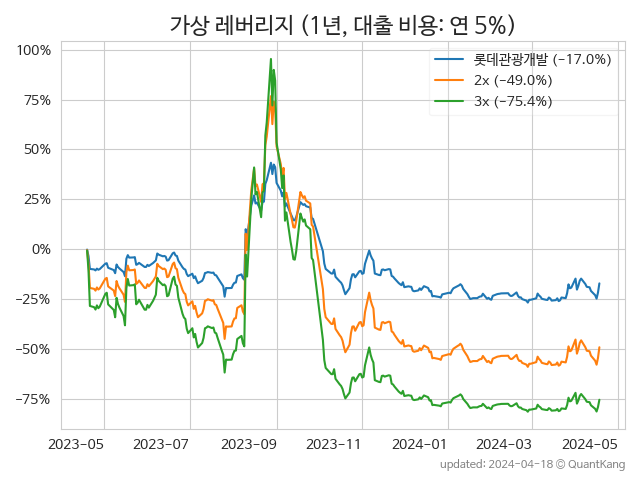 가상 레버리지 (1년, 대출 비용: 연 5%)
롯데관광개발 (−17.0%)
2x (−49.0%)
3x (−75.4%)
100%
75%
50%
25%
0%
−25%
−50%
−75%
2023-05 2023-07 2023-09 2023-11 2024-01 2024-03 2024-05
updated: 2024-04-18 © QuantKang